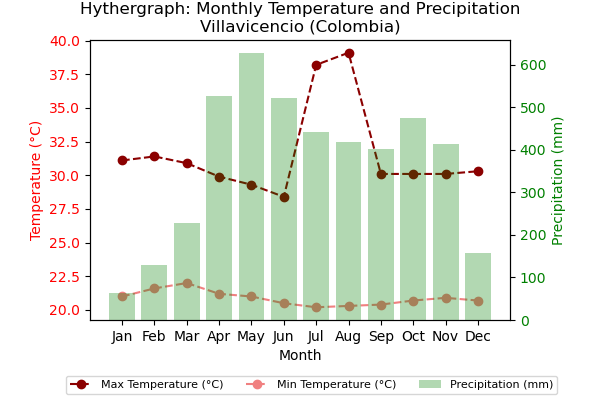 Hythergraph: Monthly Temperature and Precipitation
Villavicencio (Colombia)
40.0
37.5
35.0
32.5
30.0
27.5
25.0
22.5
20.0
Temperature (°C)
600
500
400
300
200
100
0
Precipitation (mm)
Jan Feb Mar Apr May Jun Jul Aug Sep Oct Nov Dec
Month
Max Temperature (°C) Min Temperature (°C) Precipitation (mm)